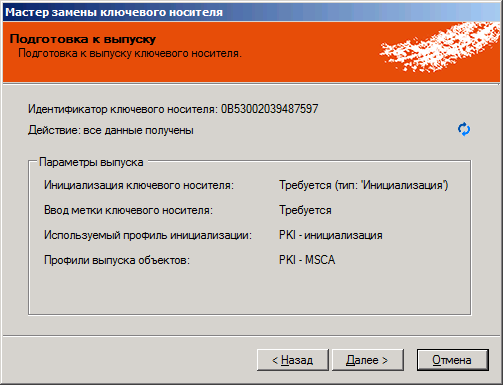 Мастер замены ключевого носителя
Подготовка к выпуску
Подготовка к выпуску ключевого носителя.
Идентификатор ключевого носителя: 0B53002039487597
Действие: все данные получены
Параметры выпуска
Инициализация ключевого носителя: Требуется (тип: 'Инициализация')
Ввод метки ключевого носителя: Требуется
Используемый профиль инициализации: PKI - инициализация
Профили выпуска объектов: PKI - MSCA
< Назад Далее > Отмена